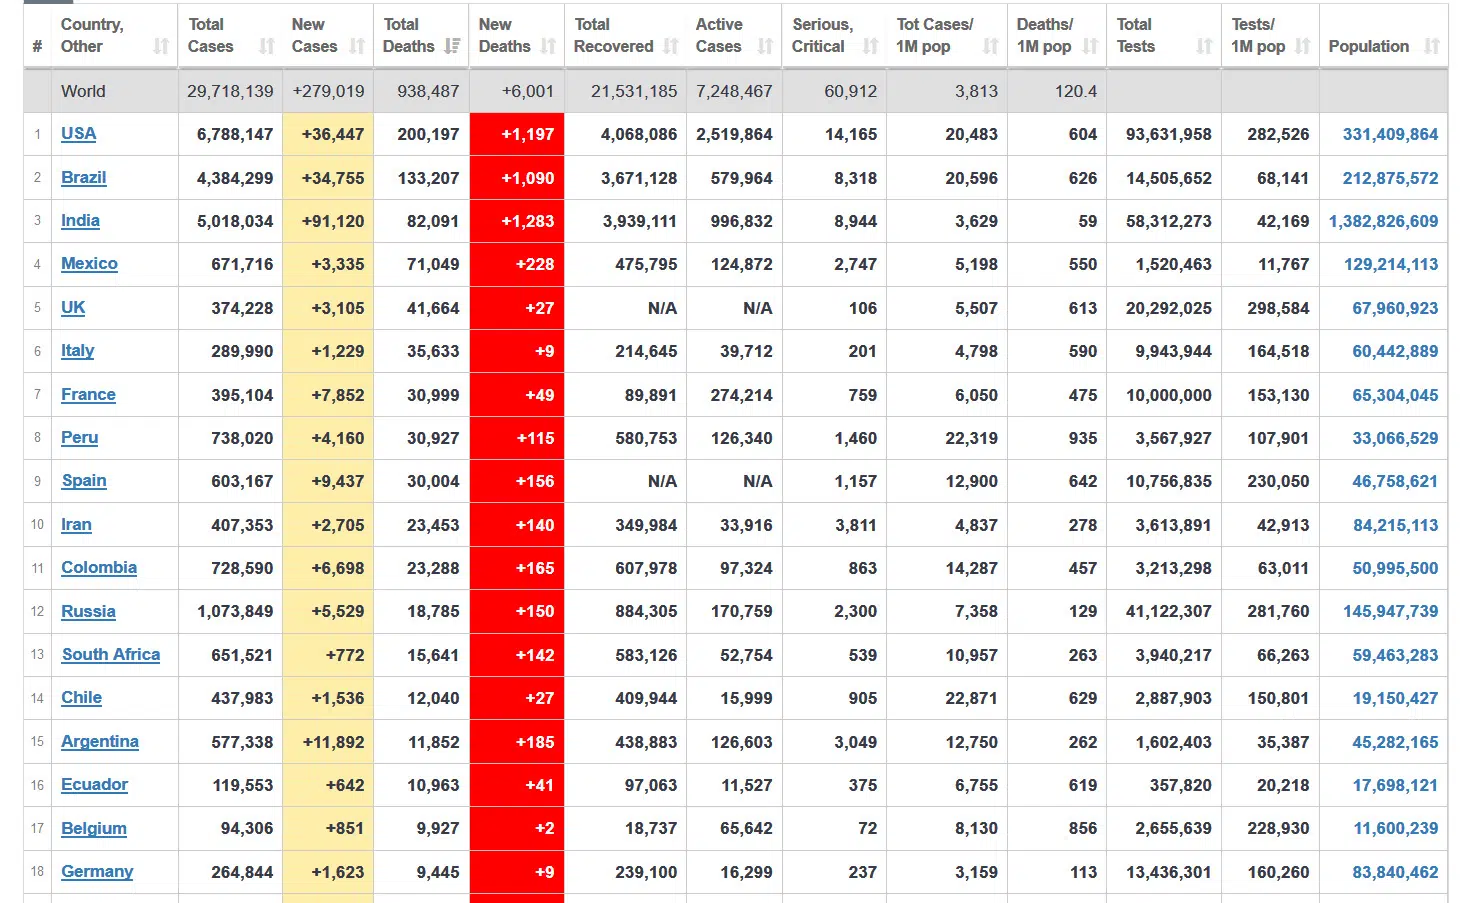 # Country, Other Total Cases New Cases Total Deaths New Deaths Total Recovered Active Cases Serious, Critical Tot Cases/ 1M pop Deaths/ 1M pop Total Tests Tests/ 1M pop Population
World 29,718,139 +279,019 938,487 +6,001 21,531,185 7,248,467 60,912 3,813 120.4
1 USA 6,788,147 +36,447 200,197 +1,197 4,068,086 2,519,864 14,165 20,483 604 93,631,958 282,526 331,409,864
2 Brazil 4,384,299 +34,755 133,207 +1,090 3,671,128 579,964 8,318 20,596 626 14,505,652 68,141 212,875,572
3 India 5,018,034 +91,120 82,091 +1,283 3,939,111 996,832 8,944 3,629 59 58,312,273 42,169 1,382,826,609
4 Mexico 671,716 +3,335 71,049 +228 475,795 124,872 2,747 5,198 550 1,520,463 11,767 129,214,113
5 UK 374,228 +3,105 41,664 +27 N/A N/A 106 5,507 613 20,292,025 298,584 67,960,923
6 Italy 289,990 +1,229 35,633 +9 214,645 39,712 201 4,798 590 9,943,944 164,518 60,442,889
7 France 395,104 +7,852 30,999 +49 89,891 274,214 759 6,050 475 10,000,000 153,130 65,304,045
8 Peru 738,020 +4,160 30,927 +115 580,753 126,340 1,460 22,319 935 3,567,927 107,901 33,066,529
9 Spain 603,167 +9,437 30,004 +156 N/A N/A 1,157 12,900 642 10,756,835 230,050 46,758,621
10 Iran 407,353 +2,705 23,453 +140 349,984 33,916 3,811 4,837 278 3,613,891 42,913 84,215,113
11 Colombia 728,590 +6,698 23,288 +165 607,978 97,324 863 14,287 457 3,213,298 63,011 50,995,500
12 Russia 1,073,849 +5,529 18,785 +150 884,305 170,759 2,300 7,358 129 41,122,307 281,760 145,947,739
13 South Africa 651,521 +772 15,641 +142 583,126 52,754 539 10,957 263 3,940,217 66,263 59,463,283
14 Chile 437,983 +1,536 12,040 +27 409,944 15,999 905 22,871 629 2,887,903 150,801 19,150,427
15 Argentina 577,338 +11,892 11,852 +185 438,883 126,603 3,049 12,750 262 1,602,403 35,387 45,282,165
16 Ecuador 119,553 +642 10,963 +41 97,063 11,527 375 6,755 619 357,820 20,218 17,698,121
17 Belgium 94,306 +851 9,927 +2 18,737 65,642 72 8,130 856 2,655,639 228,930 11,600,239
18 Germany 264,844 +1,623 9,445 +9 239,100 16,299 237 3,159 113 13,436,301 160,260 83,840,462